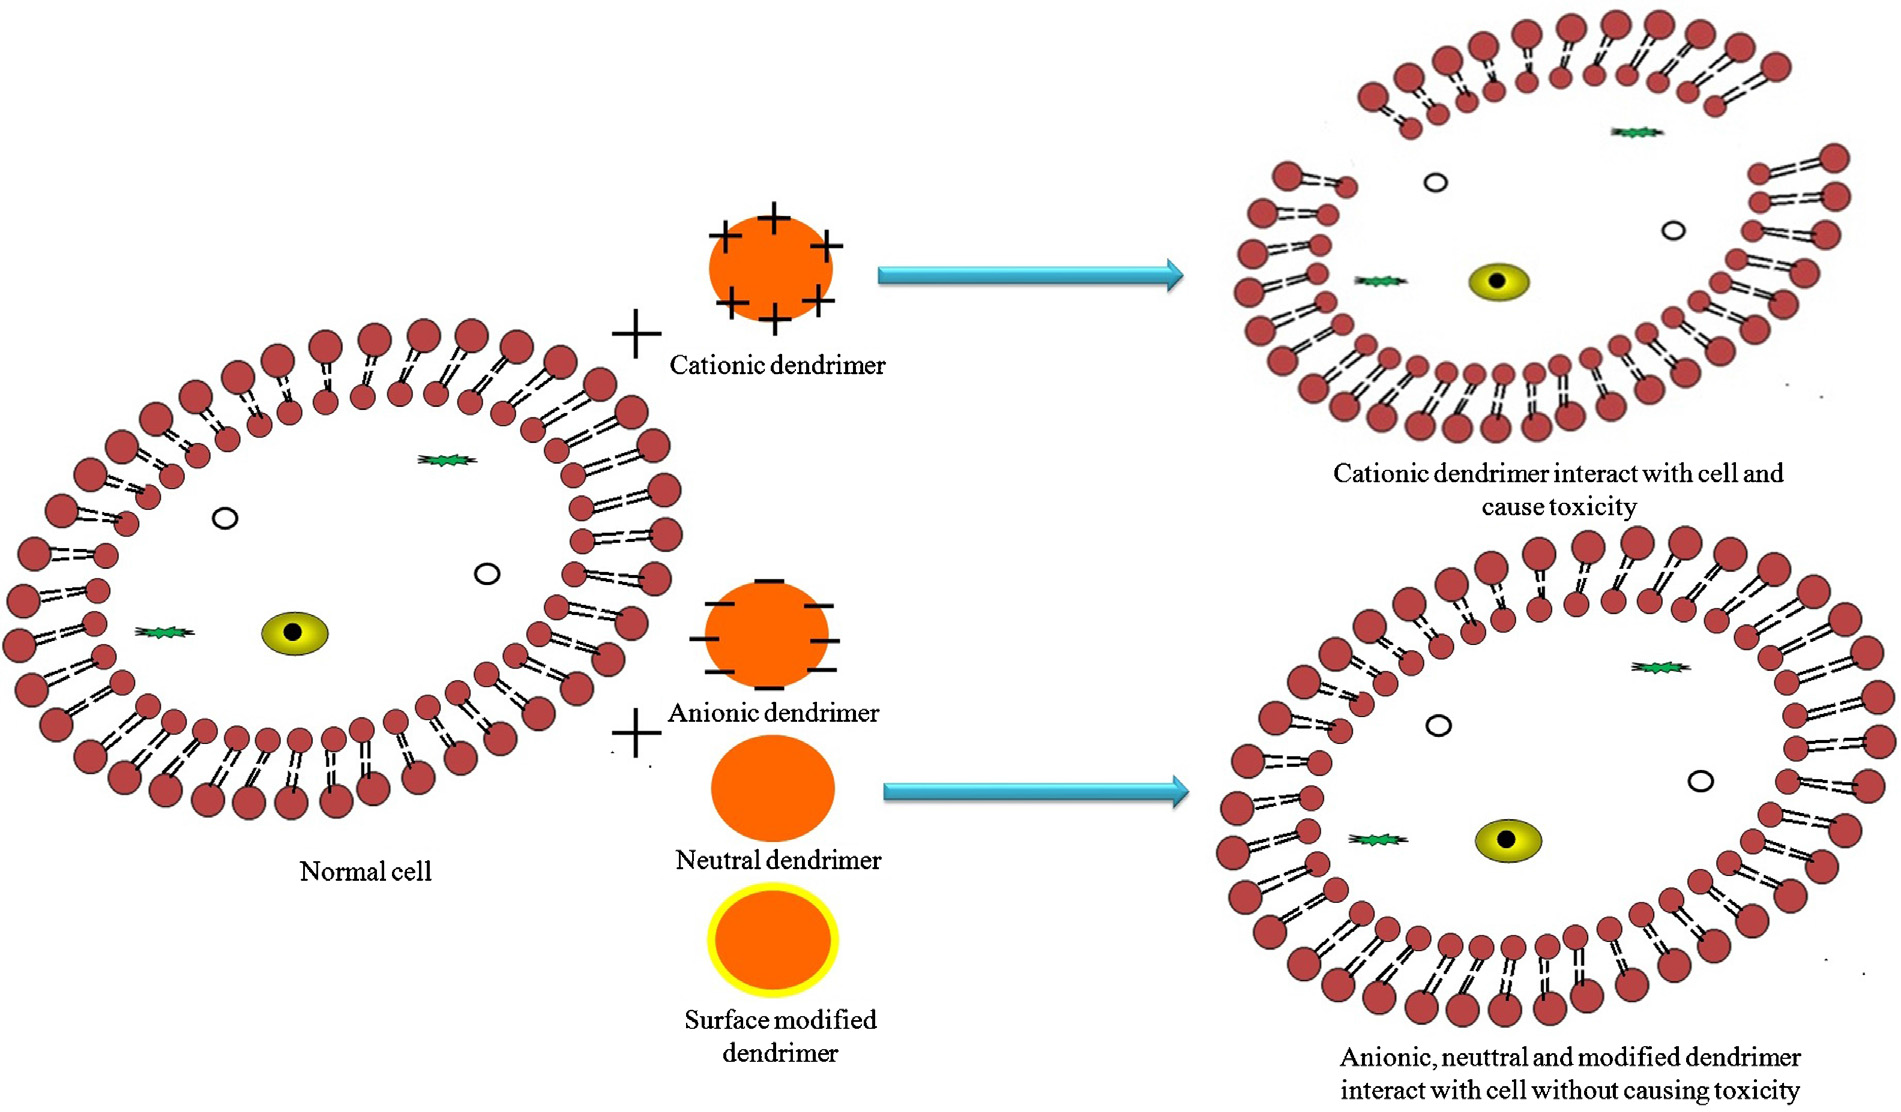 Cationic dendrimer
Cationic dendrimer interact with cell and
cause toxicity
Normal cell
Anionic dendrimer
Neutral dendrimer
Surface modified
dendrimer
Anionic, neuttral and modified dendrimer
interact with cell without causing toxicity